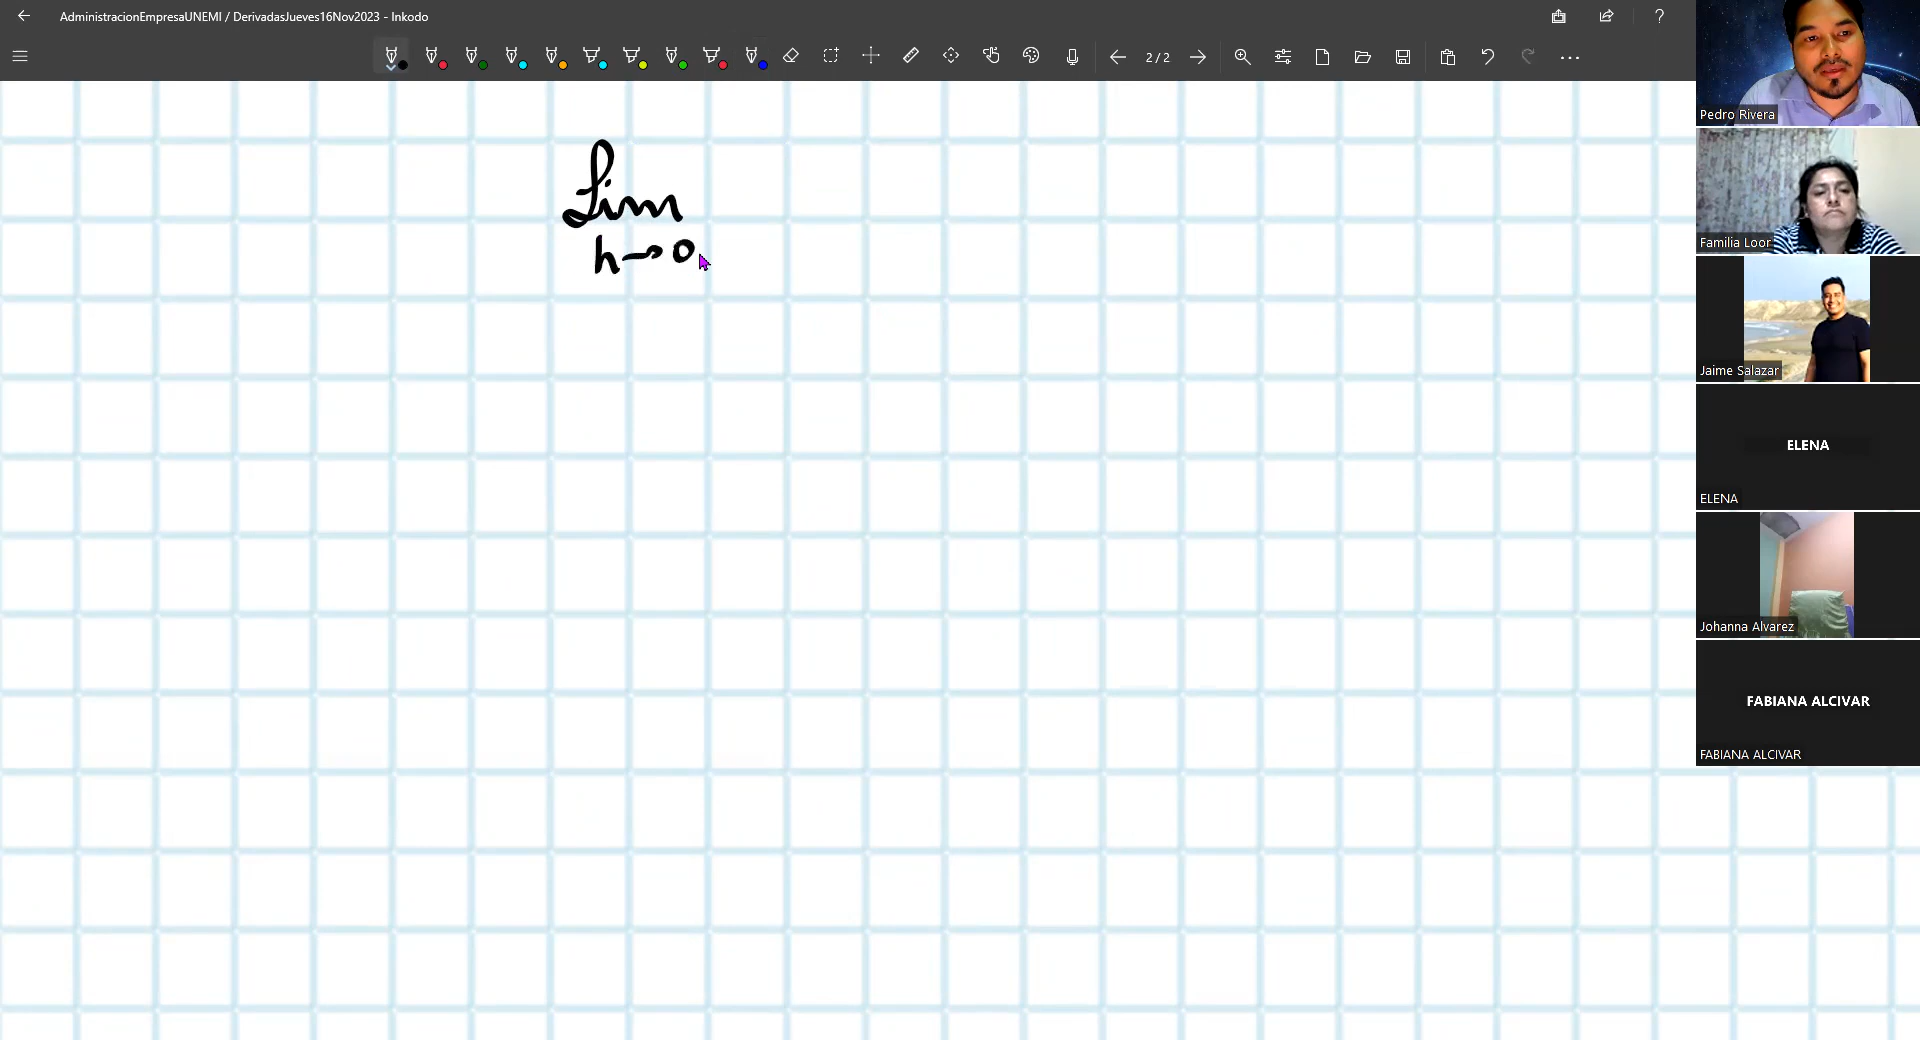 AdministracionEmpresaUNEMI / DerivadasJueves16Nov2023 - Inkodo
2 / 2
?
Lim
h→0
Pedro Rivera
Familia Loor
Jaime Salazar
ELENA
ELENA
Johanna Alvarez
FABIANA ALCIVAR
FABIANA ALCIVAR